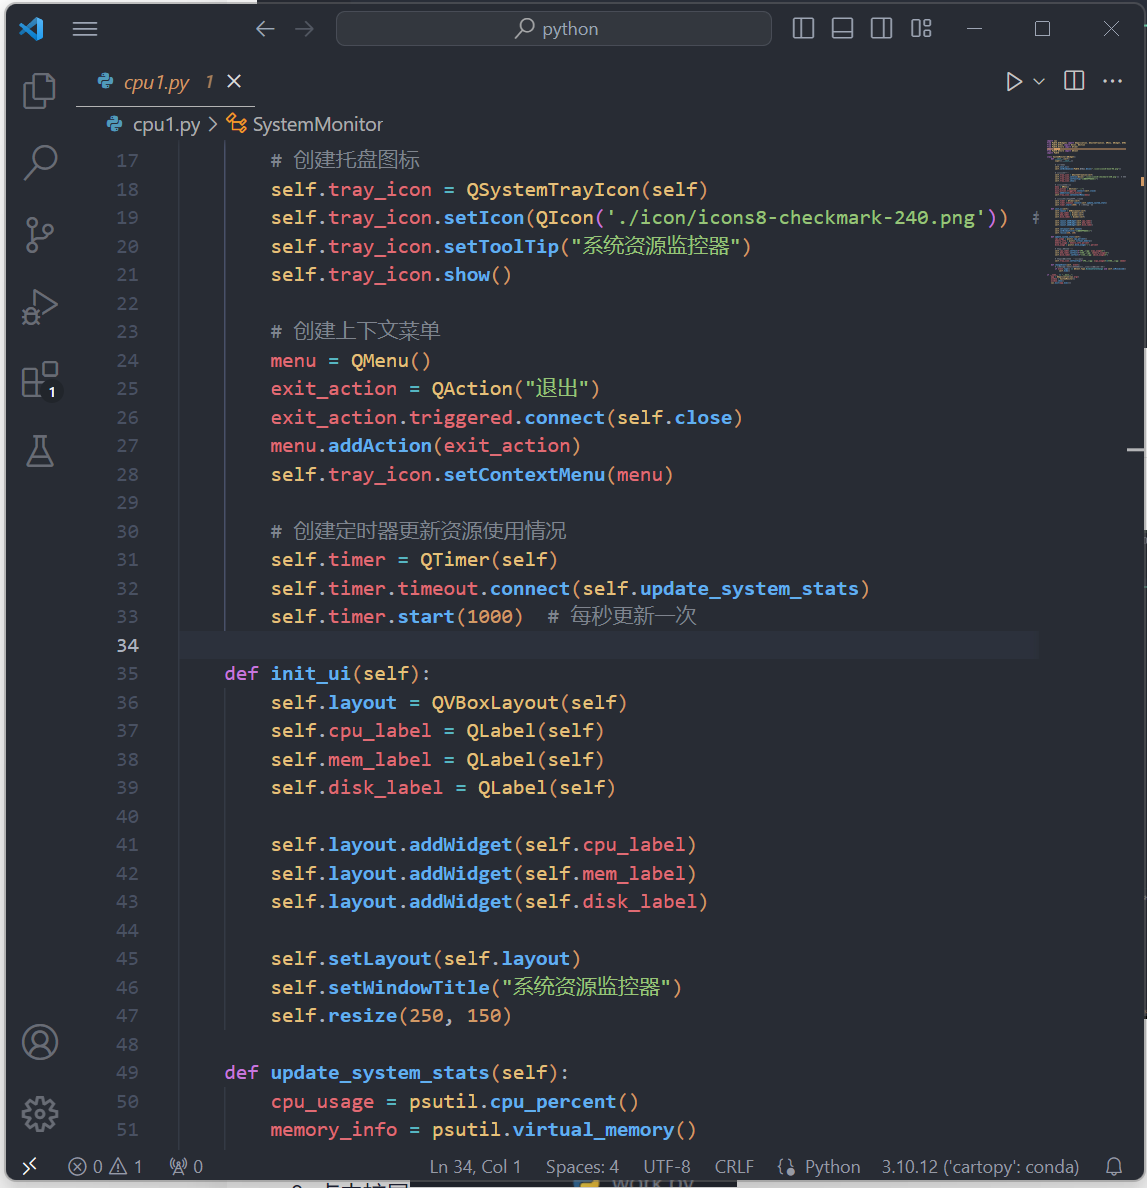 python
cpu1.py 1
cpu1.py > SystemMonitor
17 # 创建托盘图标
18 self.tray_icon = QSystemTrayIcon(self)
19 self.tray_icon.setIcon(QIcon('./icon/icons8-checkmark-240.png')) #
20 self.tray_icon.setToolTip("系统资源监控器")
21 self.tray_icon.show()
22
23 # 创建上下文菜单
24 menu = QMenu()
25 exit_action = QAction("退出")
26 exit_action.triggered.connect(self.close)
27 menu.addAction(exit_action)
28 self.tray_icon.setContextMenu(menu)
29
30 # 创建定时器更新资源使用情况
31 self.timer = QTimer(self)
32 self.timer.timeout.connect(self.update_system_stats)
33 self.timer.start(1000) # 每秒更新一次
34
35 def init_ui(self):
36 self.layout = QVBoxLayout(self)
37 self.cpu_label = QLabel(self)
38 self.mem_label = QLabel(self)
39 self.disk_label = QLabel(self)
40
41 self.layout.addWidget(self.cpu_label)
42 self.layout.addWidget(self.mem_label)
43 self.layout.addWidget(self.disk_label)
44
45 self.setLayout(self.layout)
46 self.setWindowTitle("系统资源监控器")
47 self.resize(250, 150)
48
49 def update_system_stats(self):
50 cpu_usage = psutil.cpu_percent()
51 memory_info = psutil.virtual_memory()
1
0 1 0 Ln 34, Col 1 Spaces: 4 UTF-8 CRLF Python 3.10.12 ('cartopy': conda)